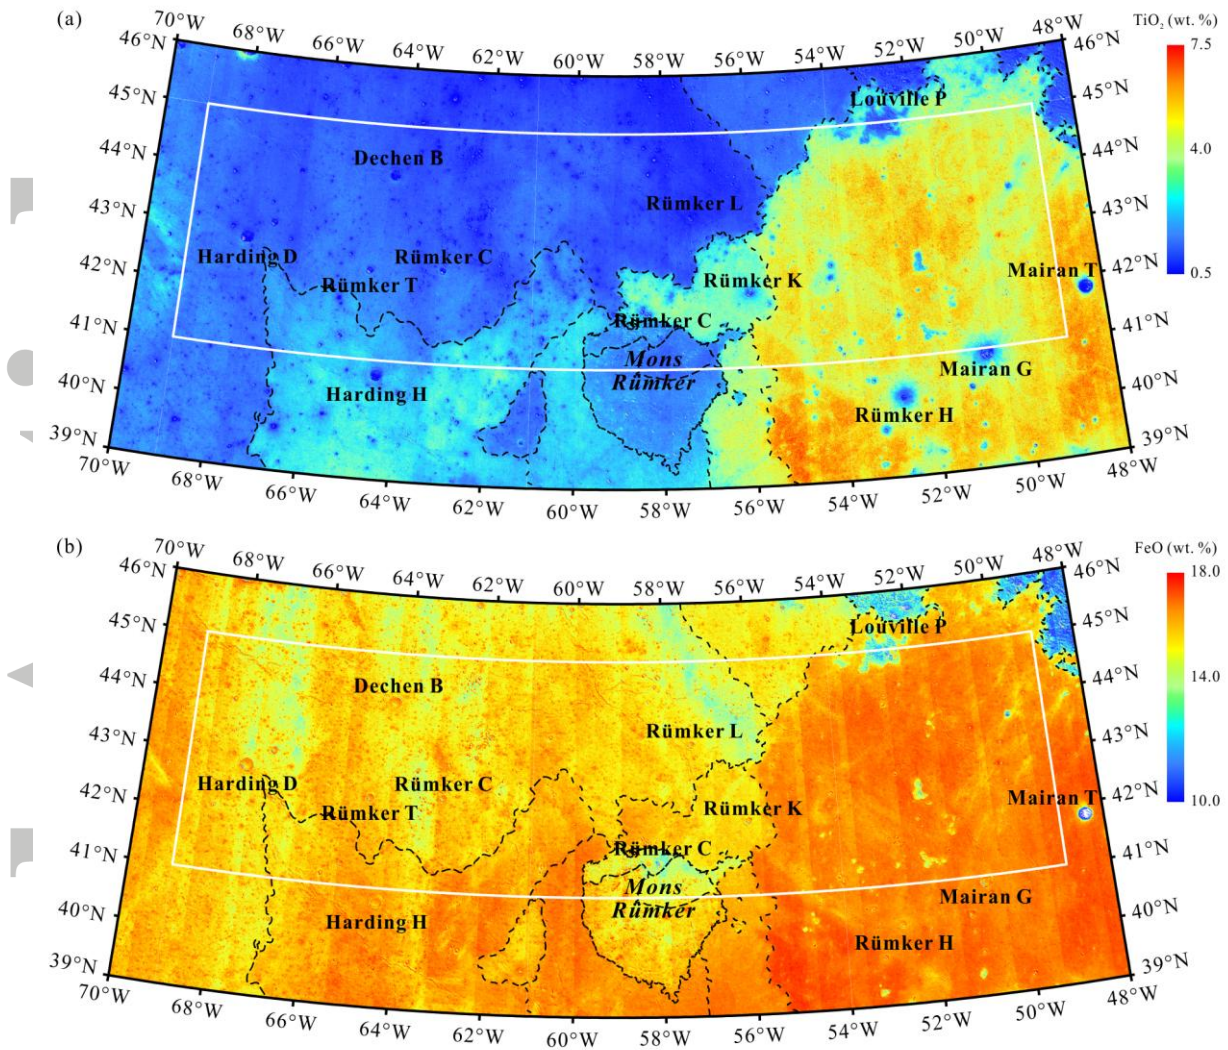 (a)
70°W
68°W
66°W
64°W
62°W
60°W
58°W
56°W
54°W
52°W
50°W
48°W
TiO₂ (wt. %)
46°N
46°N
7.5
45°N
Louville P
45°N
44°N
Dechen B
44°N
4.0
43°N
Rümker L
43°N
42°N
Harding D
Rümker C
Rümker K
Mairan T
42°N
0.5
Rümker T
41°N
Rümker C
41°N
Mons
Rümker
Mairan G
40°N
Harding H
Rümker H
40°N
39°N
39°N
70°W
68°W
66°W
64°W
62°W
60°W
58°W
56°W
54°W
52°W
50°W
48°W
(b)
70°W
68°W
66°W
64°W
62°W
60°W
58°W
56°W
54°W
52°W
50°W
48°W
FeO (wt. %)
46°N
46°N
18.0
45°N
Louville P
45°N
44°N
Dechen B
44°N
14.0
43°N
Rümker L
43°N
42°N
Harding D
Rümker C
Rümker K
Mairan T
42°N
10.0
Rümker T
41°N
Rümker C
41°N
Mons
Rümker
Mairan G
40°N
Harding H
Rümker H
40°N
39°N
39°N
70°W
68°W
66°W
64°W
62°W
60°W
58°W
56°W
54°W
52°W
50°W
48°W